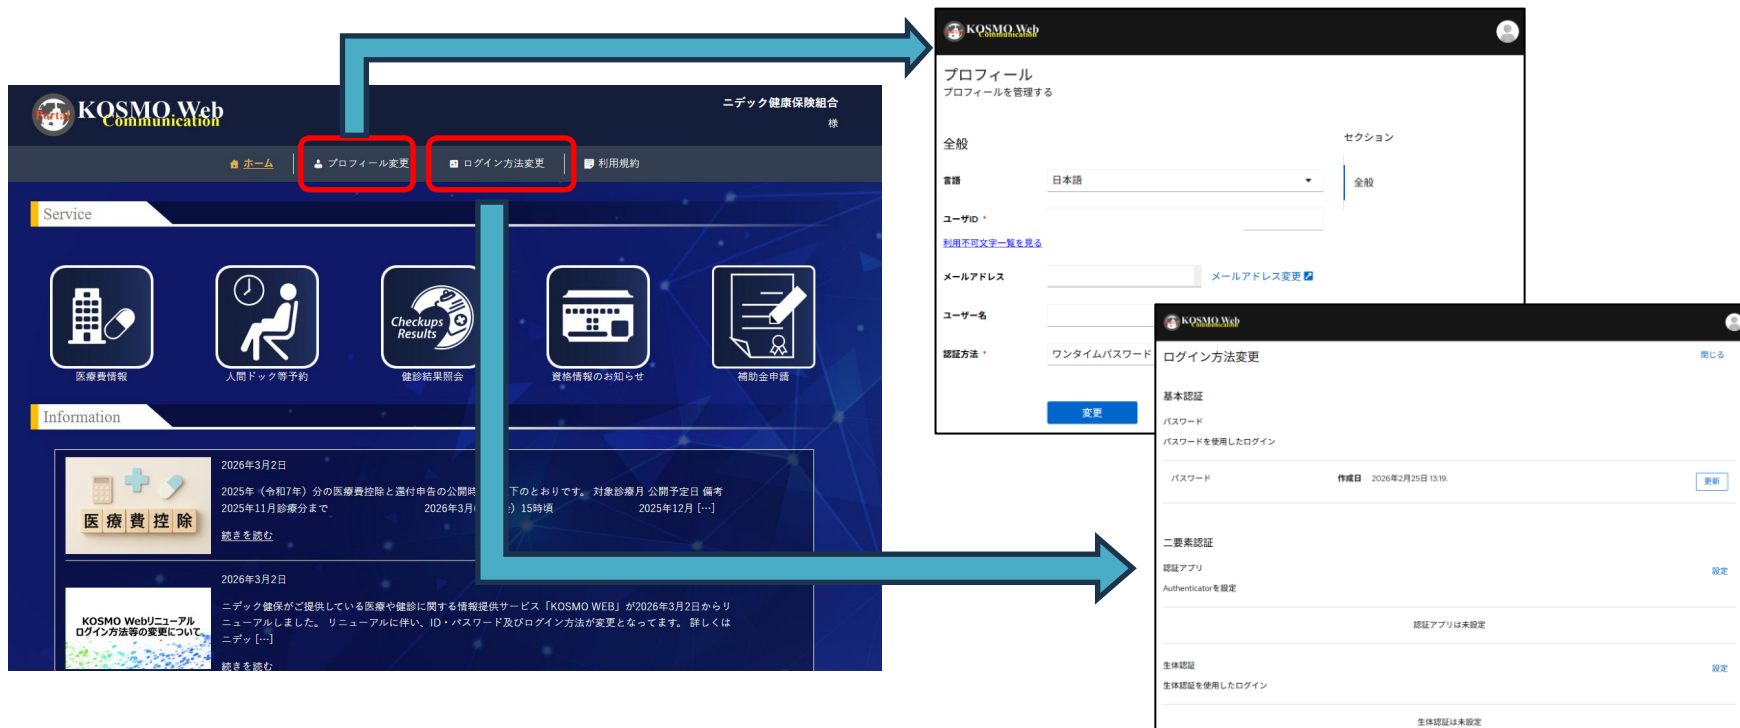 Portal KOSMO Web
Communication
ニデック健康保険組合
様
ホーム
プロフィール変更
ログイン方法変更
利用規約
Service
Checkups
Results
医療費情報
人間ドック等予約
健診結果照会
資格情報のお知らせ
補助金申請
Information
医療費控除
2026年3月2日
2025年（令和7年）分の医療費控除と還付申告の公開時 下のとおりです。 対象診療月 公開予定日 備考
2025年11月診療分まで 2026年3月 ）15時頃 2025年12月 […]
続きを読む
KOSMO Webリニューアル
ログイン方法等の変更について
2026年3月2日
ニデック健保がご提供している医療や健診に関する情報提供サービス「KOSMO WEB」が2026年3月2日からリ
ニューアルしました。 リニューアルに伴い、ID・パスワード及びログイン方法が変更となってます。 詳しくは
ニデッ […]
続きを読む
KOSMO Web
Communication
プロフィール
プロフィールを管理する
全般
セクション
全般
言語
日本語
ユーザID *
利用不可文字一覧を見る
メールアドレス
メールアドレス変更
ユーザー名
認証方法 *
ワンタイムパスワード
変更
KOSMO Web
Communication
ログイン方法変更
閉じる
基本認証
パスワード
パスワードを使用したログイン
パスワード
作成日 2026年2月25日 13:19.
更新
二要素認証
認証アプリ
設定
Authenticatorを設定
認証アプリは未設定
生体認証
設定
生体認証を使用したログイン
生体認証は未設定